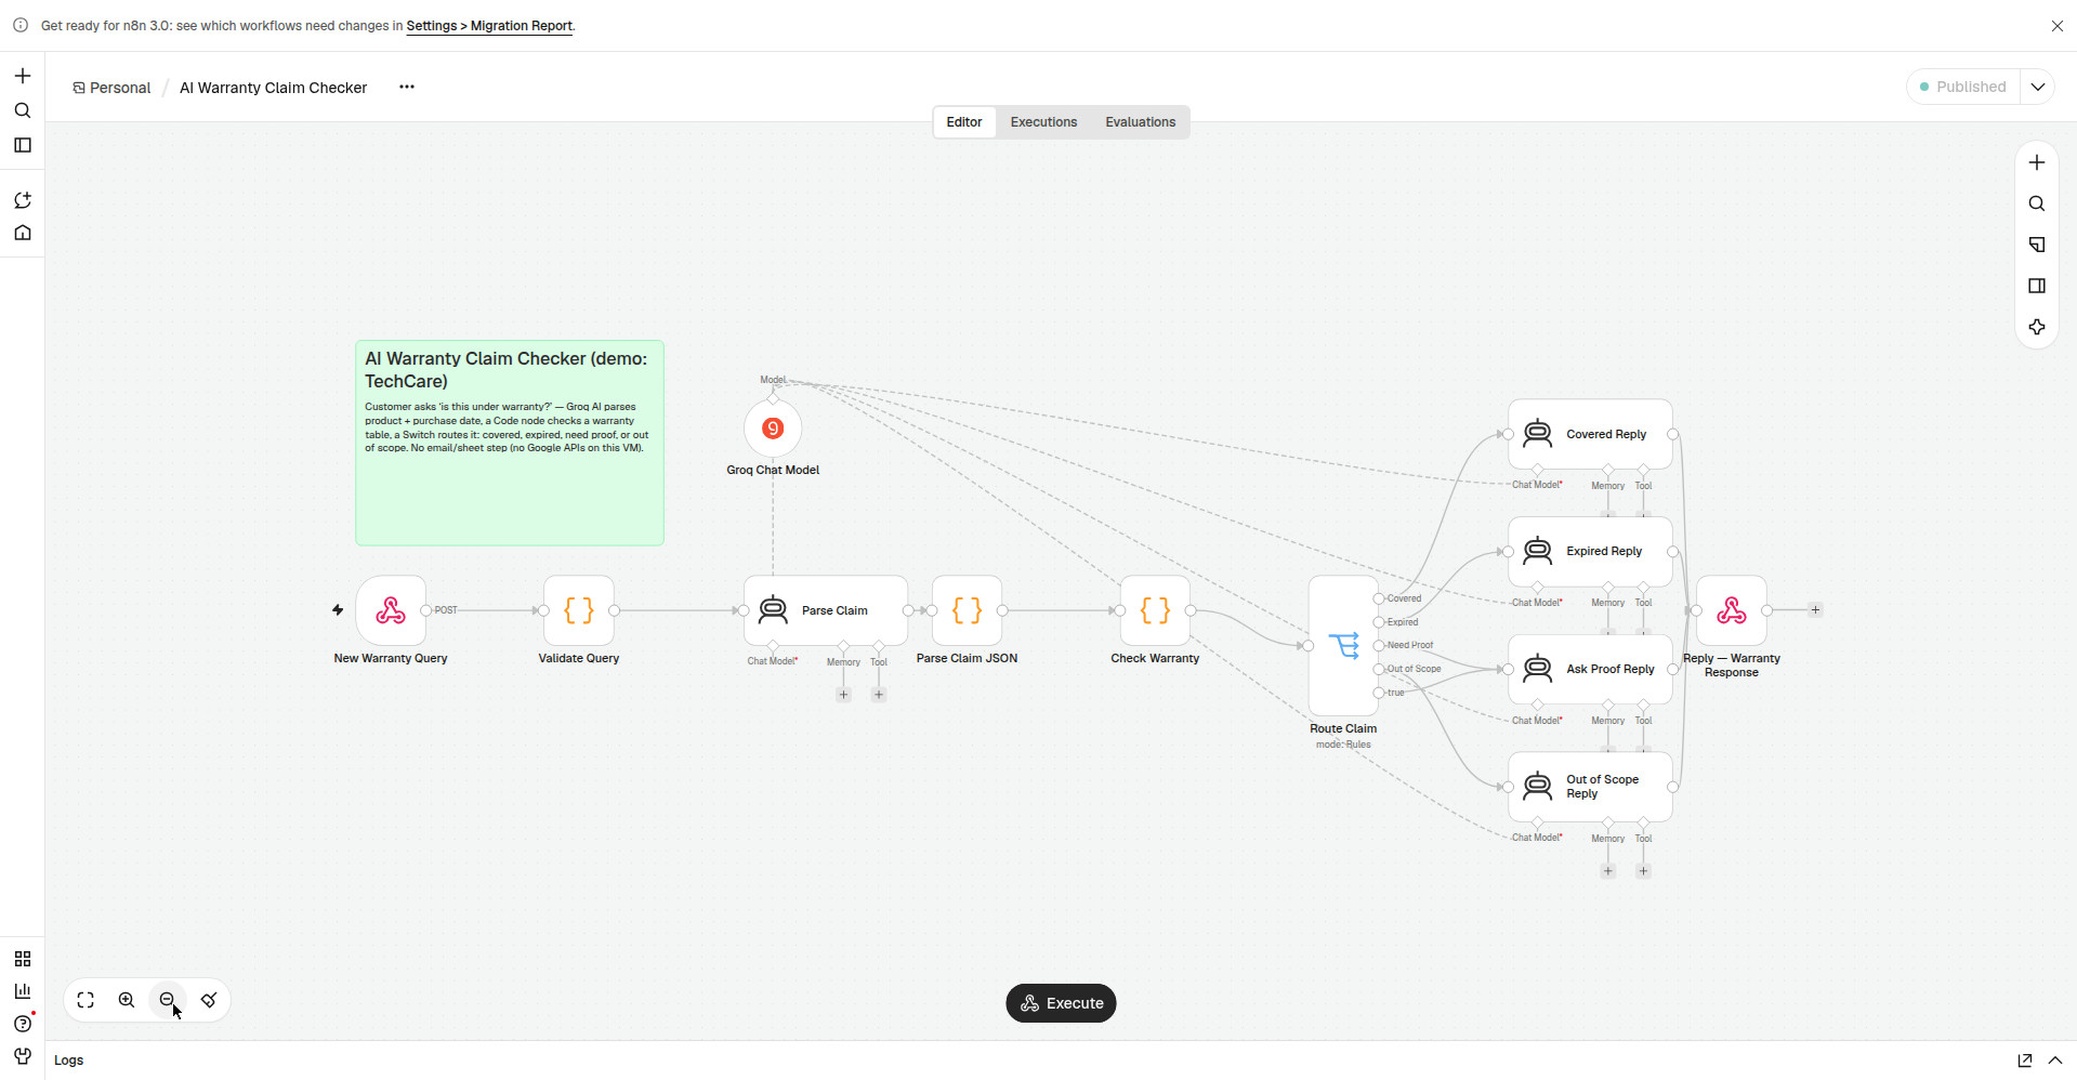 Get ready for n8n 3.0: see which workflows need changes in Settings > Migration Report.
Personal / AI Warranty Claim Checker
Published
Editor
Executions
Evaluations
AI Warranty Claim Checker (demo:
TechCare)
Customer asks ‘is this under warranty?’ — Groq AI parses
product + purchase date, a Code node checks a warranty
table, a Switch routes it: covered, expired, need proof, or out
of scope. No email/sheet step (no Google APIs on this VM).
Model
Groq Chat Model
New Warranty Query
POST
Validate Query
Parse Claim
Chat Model*
Memory
Tool
Parse Claim JSON
Check Warranty
Route Claim
mode: Rules
Covered
Expired
Need Proof
Out of Scope
true
Covered Reply
Chat Model*
Memory
Tool
Expired Reply
Chat Model*
Memory
Tool
Ask Proof Reply
Chat Model*
Memory
Tool
Out of Scope
Reply
Chat Model*
Memory
Tool
Reply — Warranty
Response
Execute
Logs